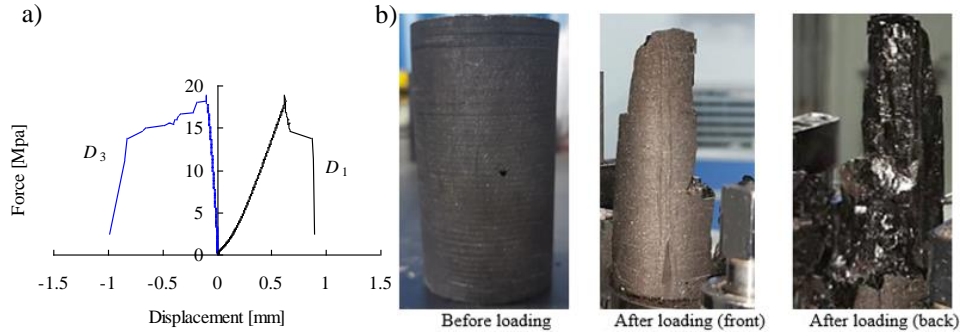 a)
b)
20
15
10
5
0
D3
D1
Force [Mpa]
-1.5 -1 -0.5 0 0.5 1 1.5
Displacement [mm]
Before loading
After loading (front)
After loading (back)